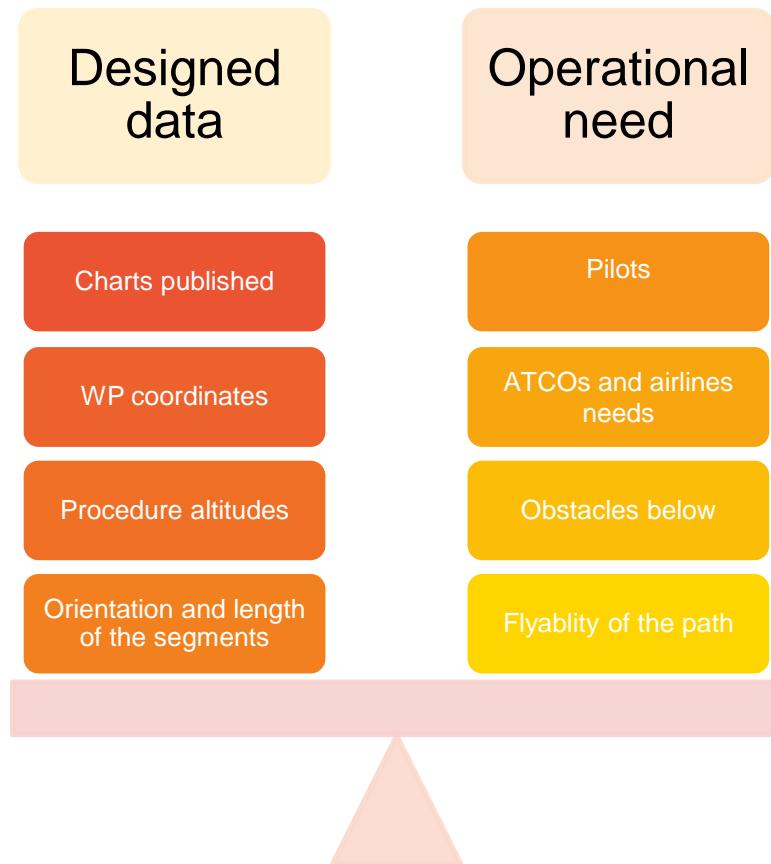 Designed
data
Operational
need
Charts published
WP coordinates
Procedure altitudes
Orientation and length
of the segments
Pilots
ATCOs and airlines
needs
Obstacles below
Flyablity of the path